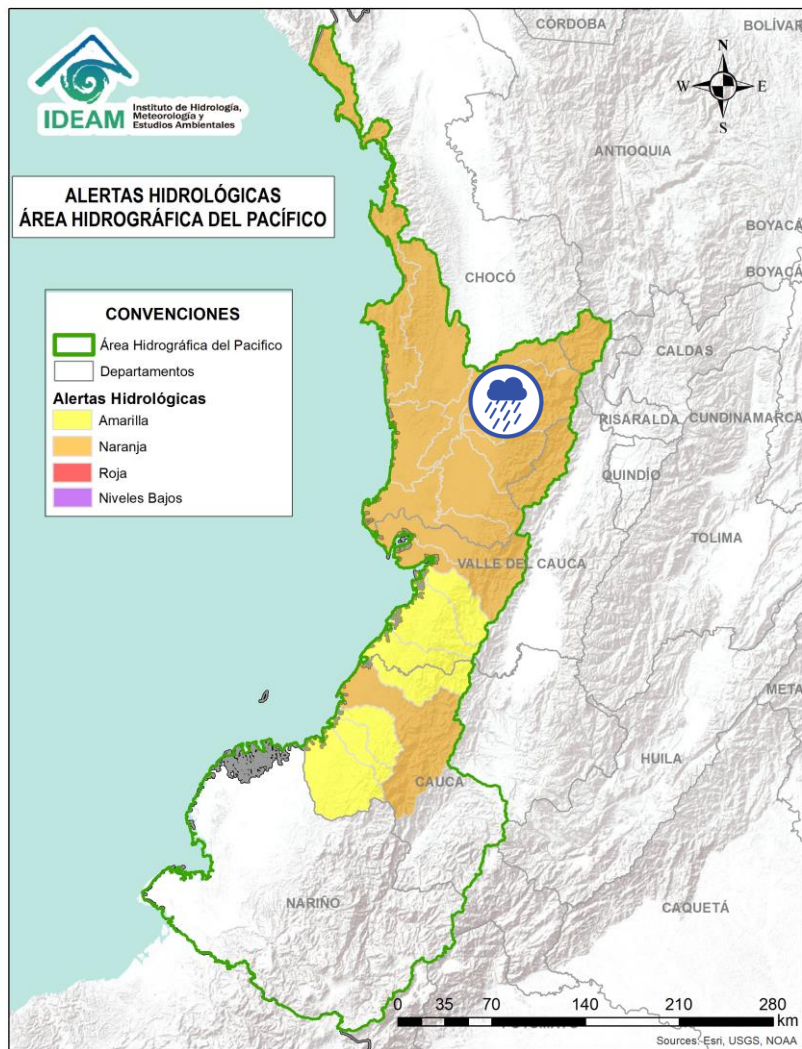 IDEAM
Instituto de Hidrología,
Meteorología y
Estudios Ambientales
ALERTAS HIDROLÓGICAS
ÁREA HIDROGRÁFICA DEL PACÍFICO
CONVENCIONES
Área Hidrográfica del Pacifico
Departamentos
Alertas Hidrológicas
Amarilla
Naranja
Roja
Niveles Bajos
N
W E
S
CÓRDOBA
BOLÍVAR
ANTIOQUIA
BOYACÁ
BOYACÁ
CHOCÓ
CALDAS
RISARALDA
CUNDINAMARCA
QUINDÍO
TOLIMA
VALLE DEL CAUCA
META
HUILA
CAUCA
NARIÑO
CAQUETÁ
0 35 70 140 210 280
km
Sources: Esri, USGS, NOAA